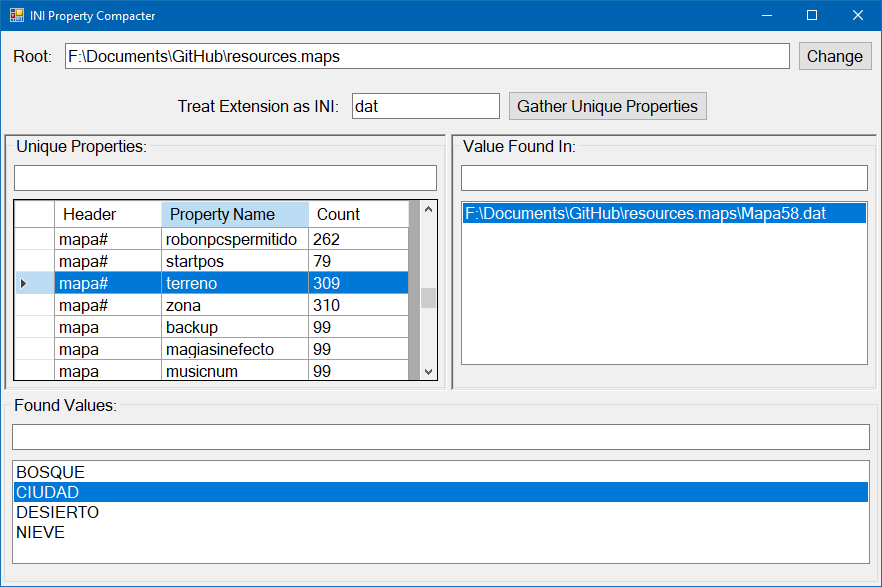 INI Property Compacter
Root: F:\Documents\GitHub\resources.maps Change
Treat Extension as INI: dat Gather Unique Properties
Unique Properties:
Header Property Name Count
mapa# robonpcspermitido 262
mapa# startpos 79
mapa# terreno 309
mapa# zona 310
mapa backup 99
mapa magiasinefecto 99
mapa musicnum 99
Value Found In:
F:\Documents\GitHub\resources.maps\Mapa58.dat
Found Values:
BOSQUE
CIUDAD
DESIERTO
NIEVE